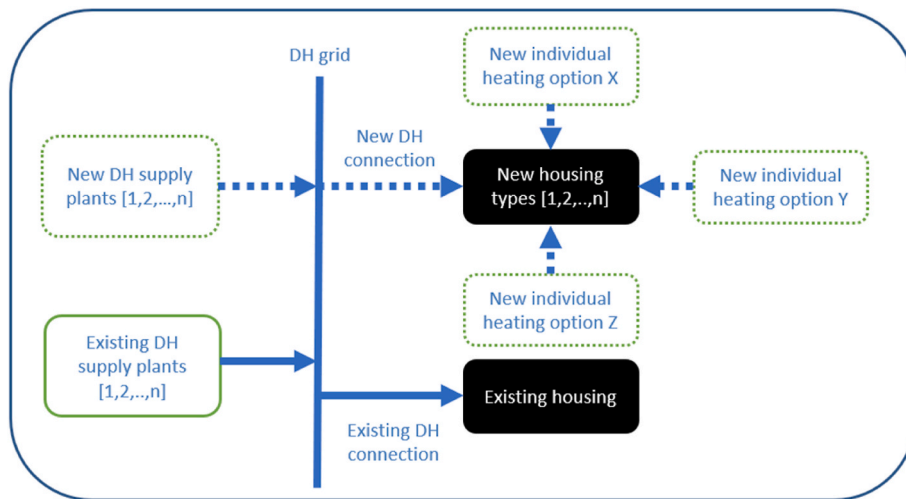 DH grid
New individual
heating option X
New DH
connection
New DH supply
plants [1,2,...,n]
New housing
types [1,2,..,n]
New individual
heating option Y
New individual
heating option Z
Existing DH
supply plants
[1,2,..,n]
Existing housing
Existing DH
connection